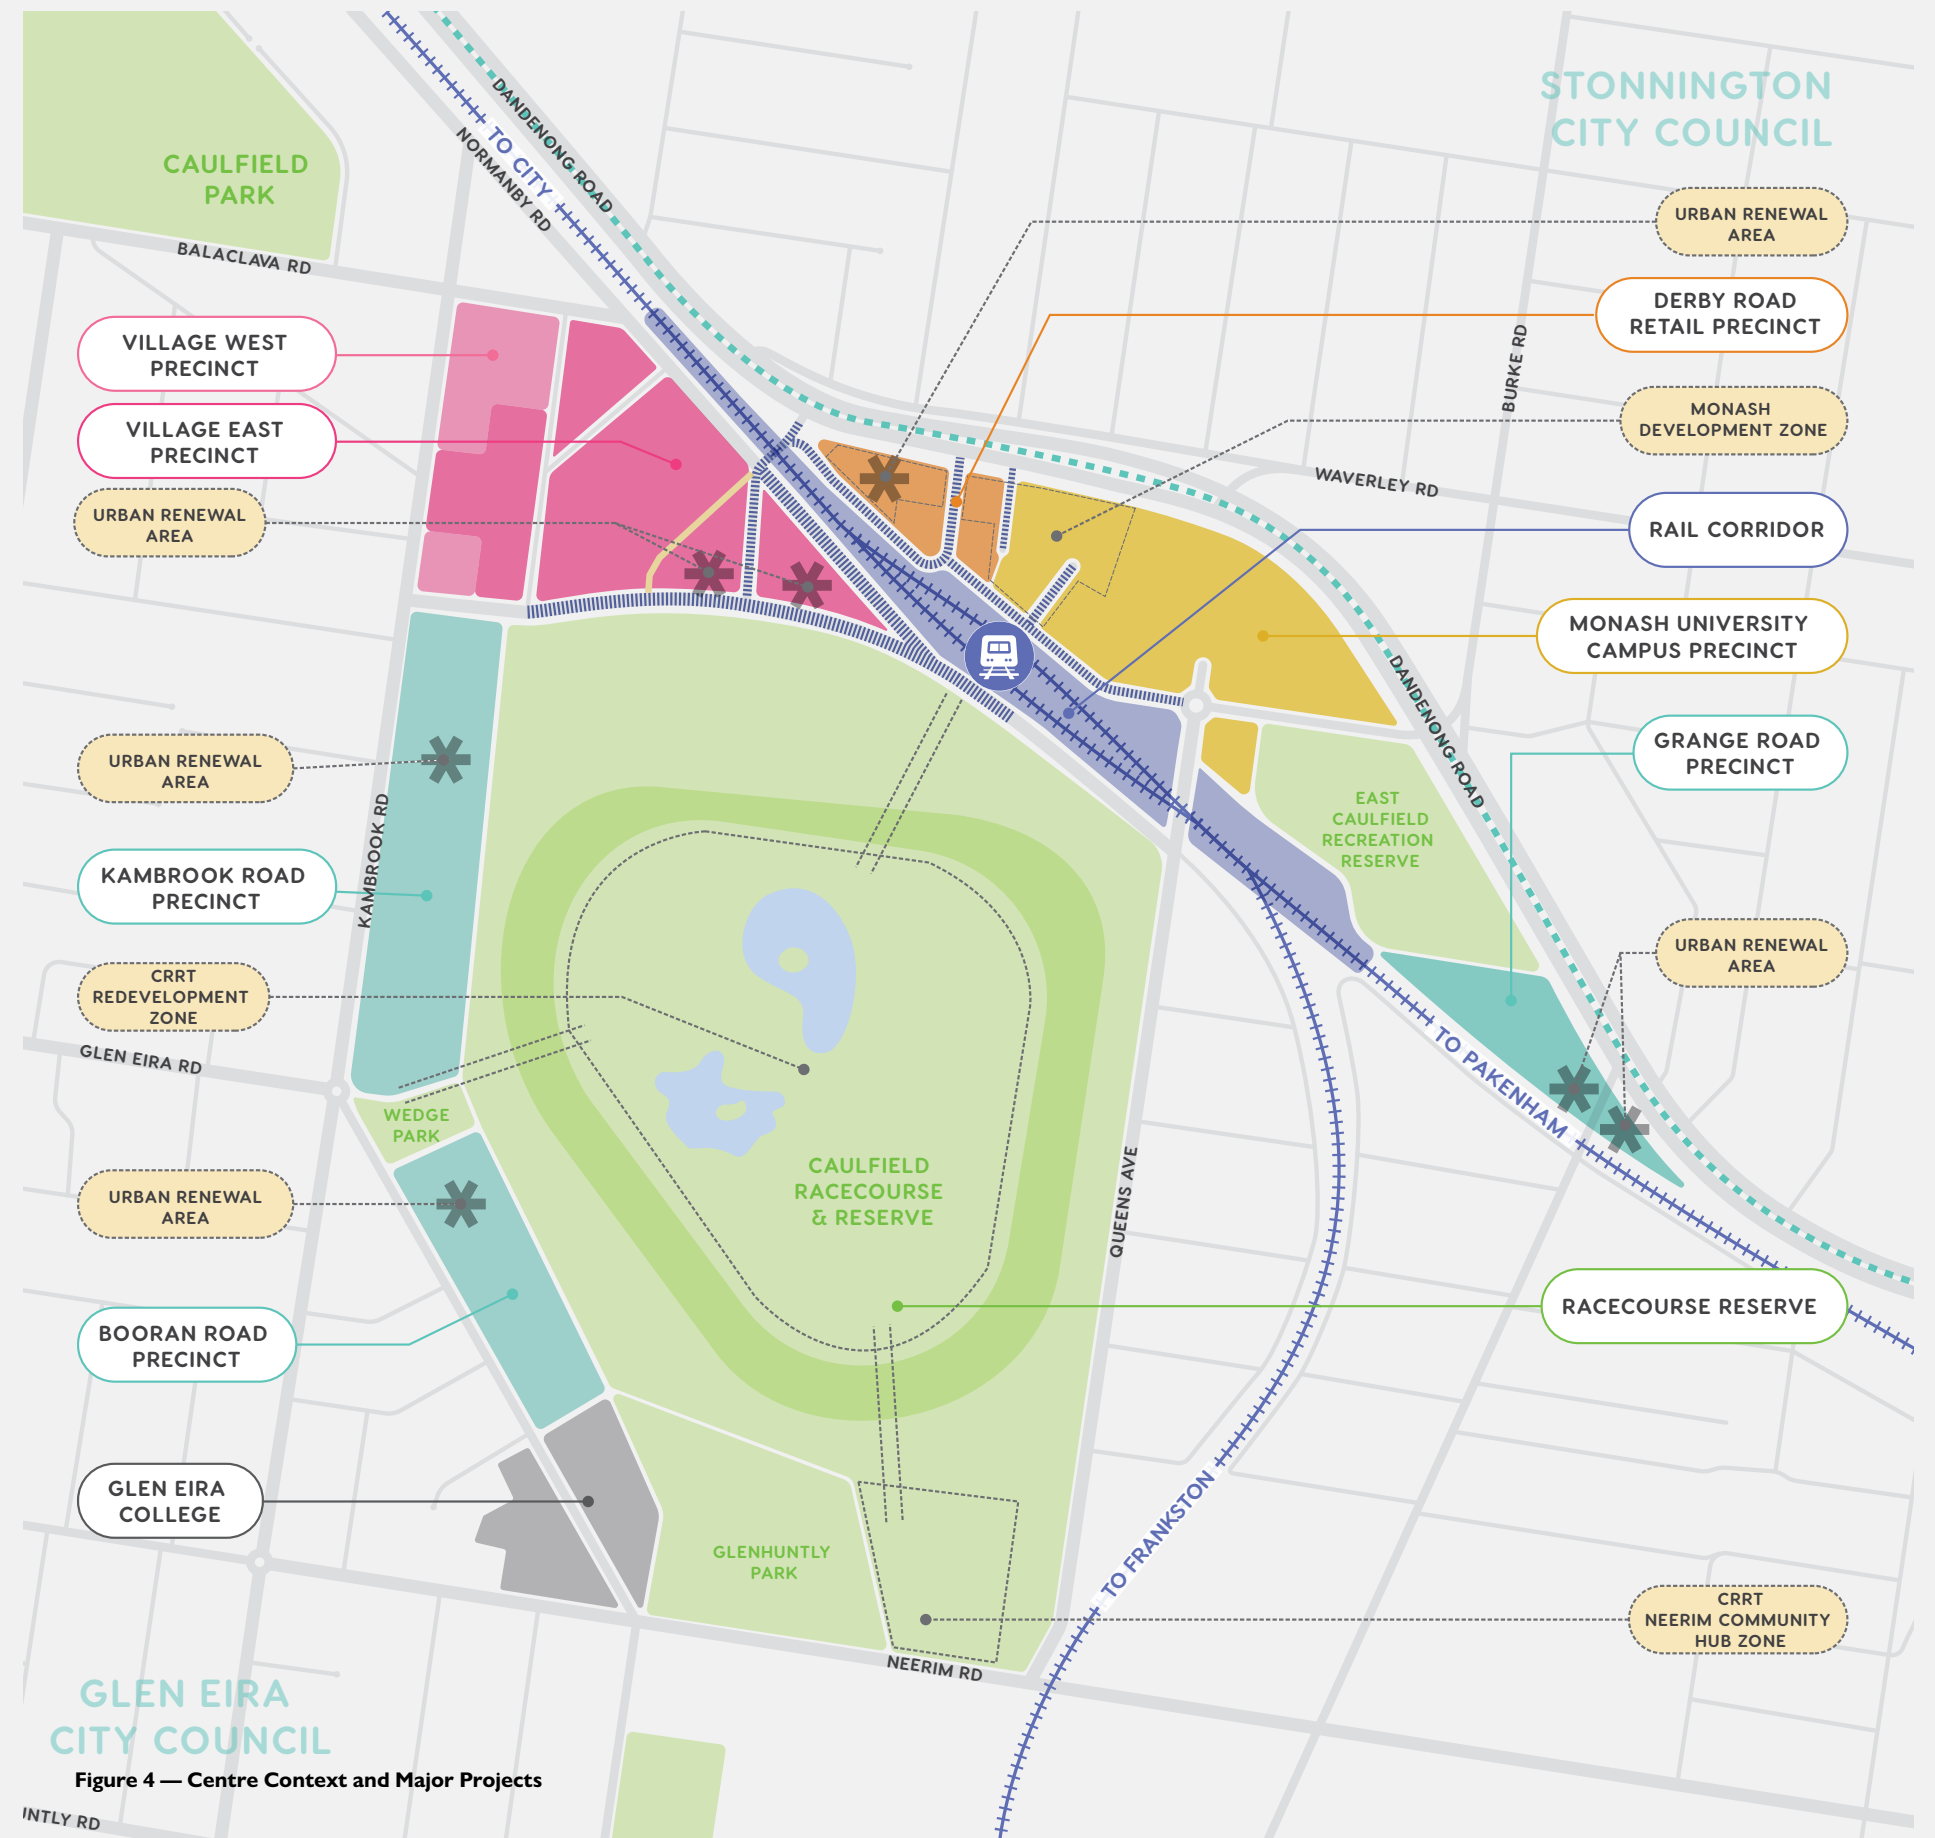 STONNINGTON
CITY COUNCIL
DANDENONG ROAD
TO CITY
NORMANBY RD
CAULFIELD
PARK
BALACLAVA RD
URBAN RENEWAL
AREA
DERBY ROAD
RETAIL PRECINCT
BURKE RD
VILLAGE WEST
PRECINCT
VILLAGE EAST
PRECINCT
MONASH
DEVELOPMENT ZONE
WAVERLEY RD
URBAN RENEWAL
AREA
RAIL CORRIDOR
MONASH UNIVERSITY
CAMPUS PRECINCT
DANDENONG ROAD
GRANGE ROAD
PRECINCT
URBAN RENEWAL
AREA
EAST
CAULFIELD
RECREATION
RESERVE
KAMBROOK RD
KAMBROOK ROAD
PRECINCT
URBAN RENEWAL
AREA
CRRT
REDEVELOPMENT
ZONE
GLEN EIRA RD
TO PAKENHAM
WEDGE
PARK
CAULFIELD
RACECOURSE
& RESERVE
QUEENS AVE
URBAN RENEWAL
AREA
RACECOURSE RESERVE
BOORAN ROAD
PRECINCT
GLEN EIRA
COLLEGE
GLENHUNTLY
PARK
TO FRANKSTON
CRRT
NEERIM COMMUNITY
HUB ZONE
NEERIM RD
GLEN EIRA
CITY COUNCIL
Figure 4 — Centre Context and Major Projects
NTLY RD